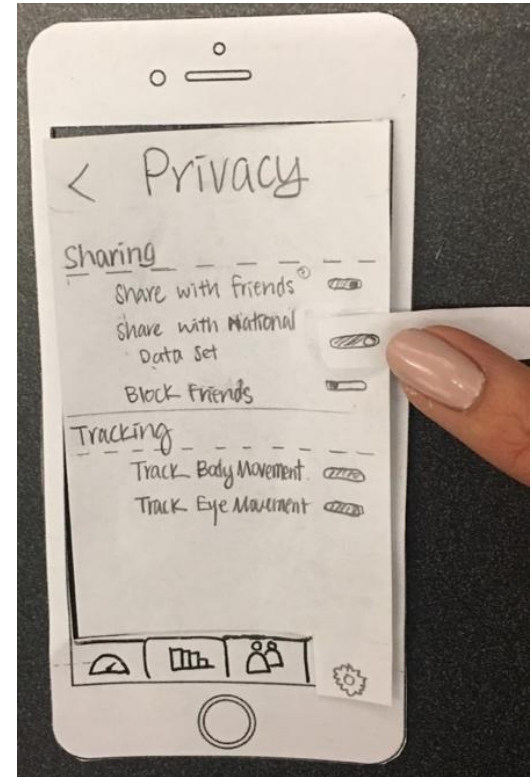 < Privacy
Sharing
Share with friends
Share with National
Data Set
Block Friends
Tracking
Track Body Movement
Track Eye Movement